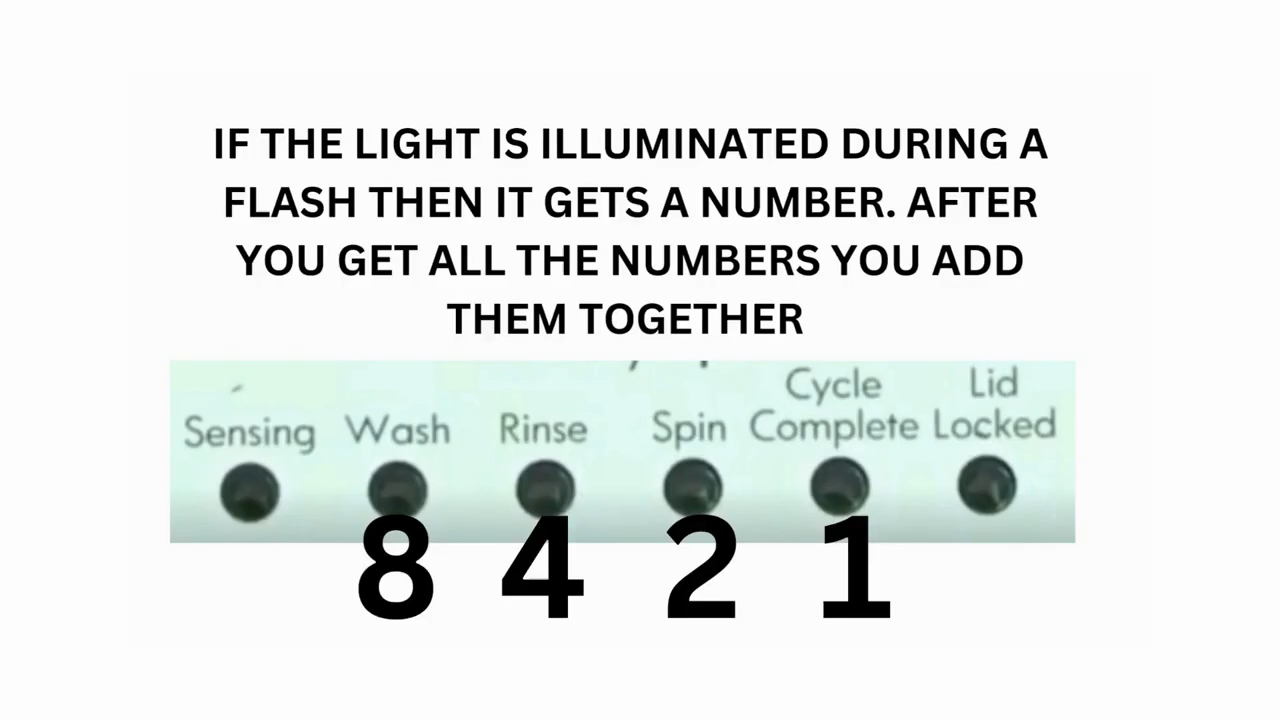 IF THE LIGHT IS ILLUMINATED DURING A
FLASH THEN IT GETS A NUMBER. AFTER
YOU GET ALL THE NUMBERS YOU ADD
THEM TOGETHER
Sensing Wash Rinse Spin Cycle Complete Lid Locked
8 4 2 1